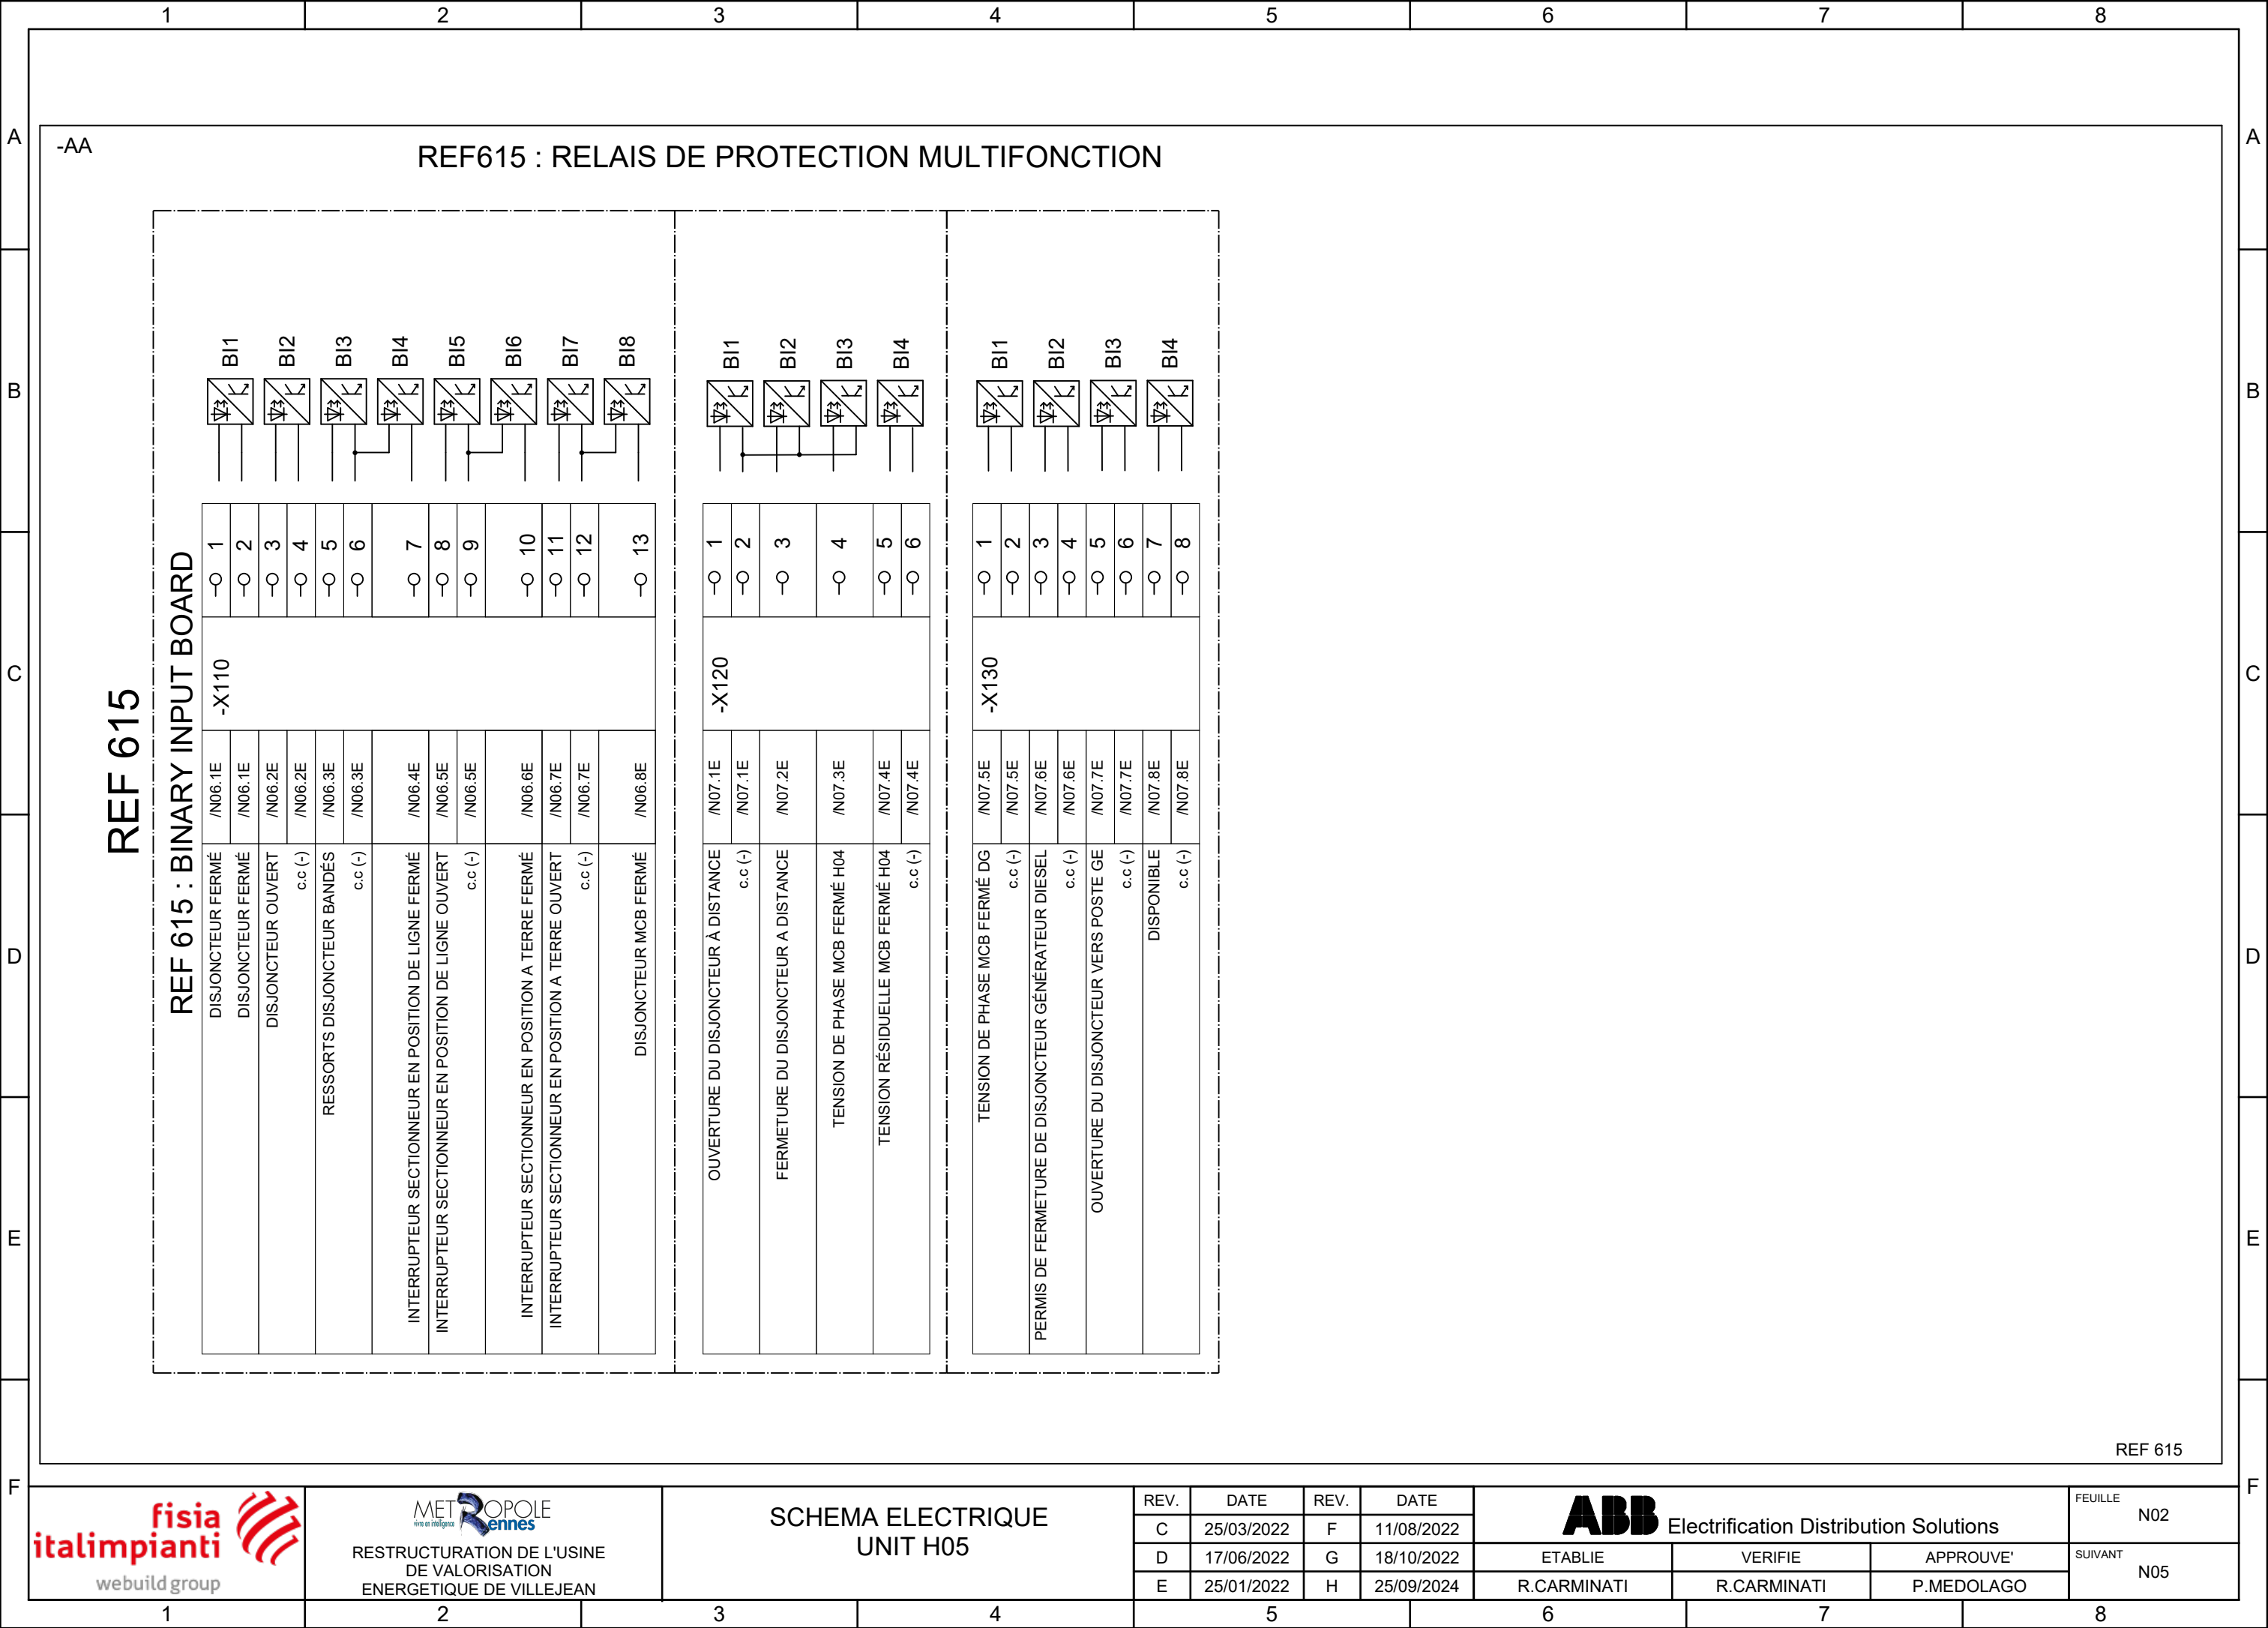 1 2 3 4 5 6 7 8
A A
B B
C C
D D
E E
F F
-AA
REF615 : RELAIS DE PROTECTION MULTIFONCTION
REF 615
REF 615 : BINARY INPUT BOARD
BI1 BI2 BI3 BI4 BI5 BI6 BI7 BI8
1 2 3 4 5 6 7 8 9 10 11 12 13
-X110
/N06.1E /N06.1E /N06.2E /N06.2E /N06.3E /N06.3E /N06.4E /N06.5E /N06.5E /N06.6E /N06.7E /N06.7E /N06.8E
DISJONCTEUR FERMÉ
DISJONCTEUR FERMÉ
DISJONCTEUR OUVERT
c.c (-)
RESSORTS DISJONCTEUR BANDÉS
c.c (-)
INTERRUPTEUR SECTIONNEUR EN POSITION DE LIGNE FERMÉ
INTERRUPTEUR SECTIONNEUR EN POSITION DE LIGNE OUVERT
c.c (-)
INTERRUPTEUR SECTIONNEUR EN POSITION A TERRE FERMÉ
INTERRUPTEUR SECTIONNEUR EN POSITION A TERRE OUVERT
c.c (-)
DISJONCTEUR MCB FERMÉ
BI1 BI2 BI3 BI4
1 2 3 4 5 6
-X120
/N07.1E /N07.1E /N07.2E /N07.3E /N07.4E /N07.4E
OUVERTURE DU DISJONCTEUR À DISTANCE
c.c (-)
FERMETURE DU DISJONCTEUR A DISTANCE
TENSION DE PHASE MCB FERMÉ H04
TENSION RÉSIDUELLE MCB FERMÉ H04
c.c (-)
BI1 BI2 BI3 BI4
1 2 3 4 5 6 7 8
-X130
/N07.5E /N07.5E /N07.6E /N07.6E /N07.7E /N07.7E /N07.8E /N07.8E
TENSION DE PHASE MCB FERMÉ DG
c.c (-)
PERMIS DE FERMETURE DE DISJONCTEUR GÉNÉRATEUR DIESEL
c.c (-)
OUVERTURE DU DISJONCTEUR VERS POSTE GE
c.c (-)
DISPONIBLE
c.c (-)
REF 615
fisia
italimpianti
webuild group
METROPOLE
vivre en intelligence Rennes
RESTRUCTURATION DE L'USINE
DE VALORISATION
ENERGETIQUE DE VILLEJEAN
SCHEMA ELECTRIQUE
UNIT H05
REV. DATE REV. DATE
C 25/03/2022 F 11/08/2022
D 17/06/2022 G 18/10/2022
E 25/01/2022 H 25/09/2024
ABB Electrification Distribution Solutions
ETABLIE VERIFIE APPROUVE'
R.CARMINATI R.CARMINATI P.MEDOLAGO
FEUILLE N02
SUIVANT N05
1 2 3 4 5 6 7 8